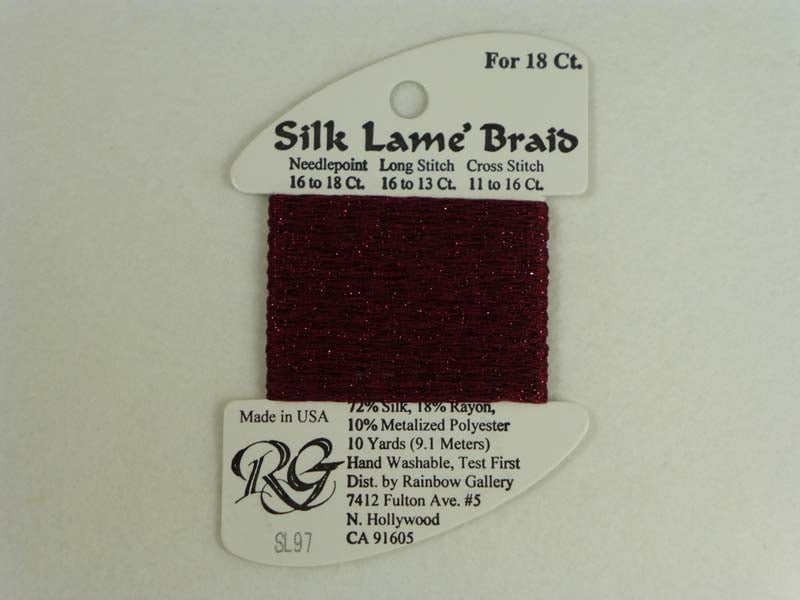 For 18 Ct.
Silk Lame' Braid
Needlepoint Long Stitch Cross Stitch
16 to 18 Ct. 16 to 13 Ct. 11 to 16 Ct.
Made in USA
RG
SL97
72% Silk, 18% Rayon,
10% Metalized Polyester
10 Yards (9.1 Meters)
Hand Washable, Test First
Dist. by Rainbow Gallery
7412 Fulton Ave. #5
N. Hollywood
CA 91605